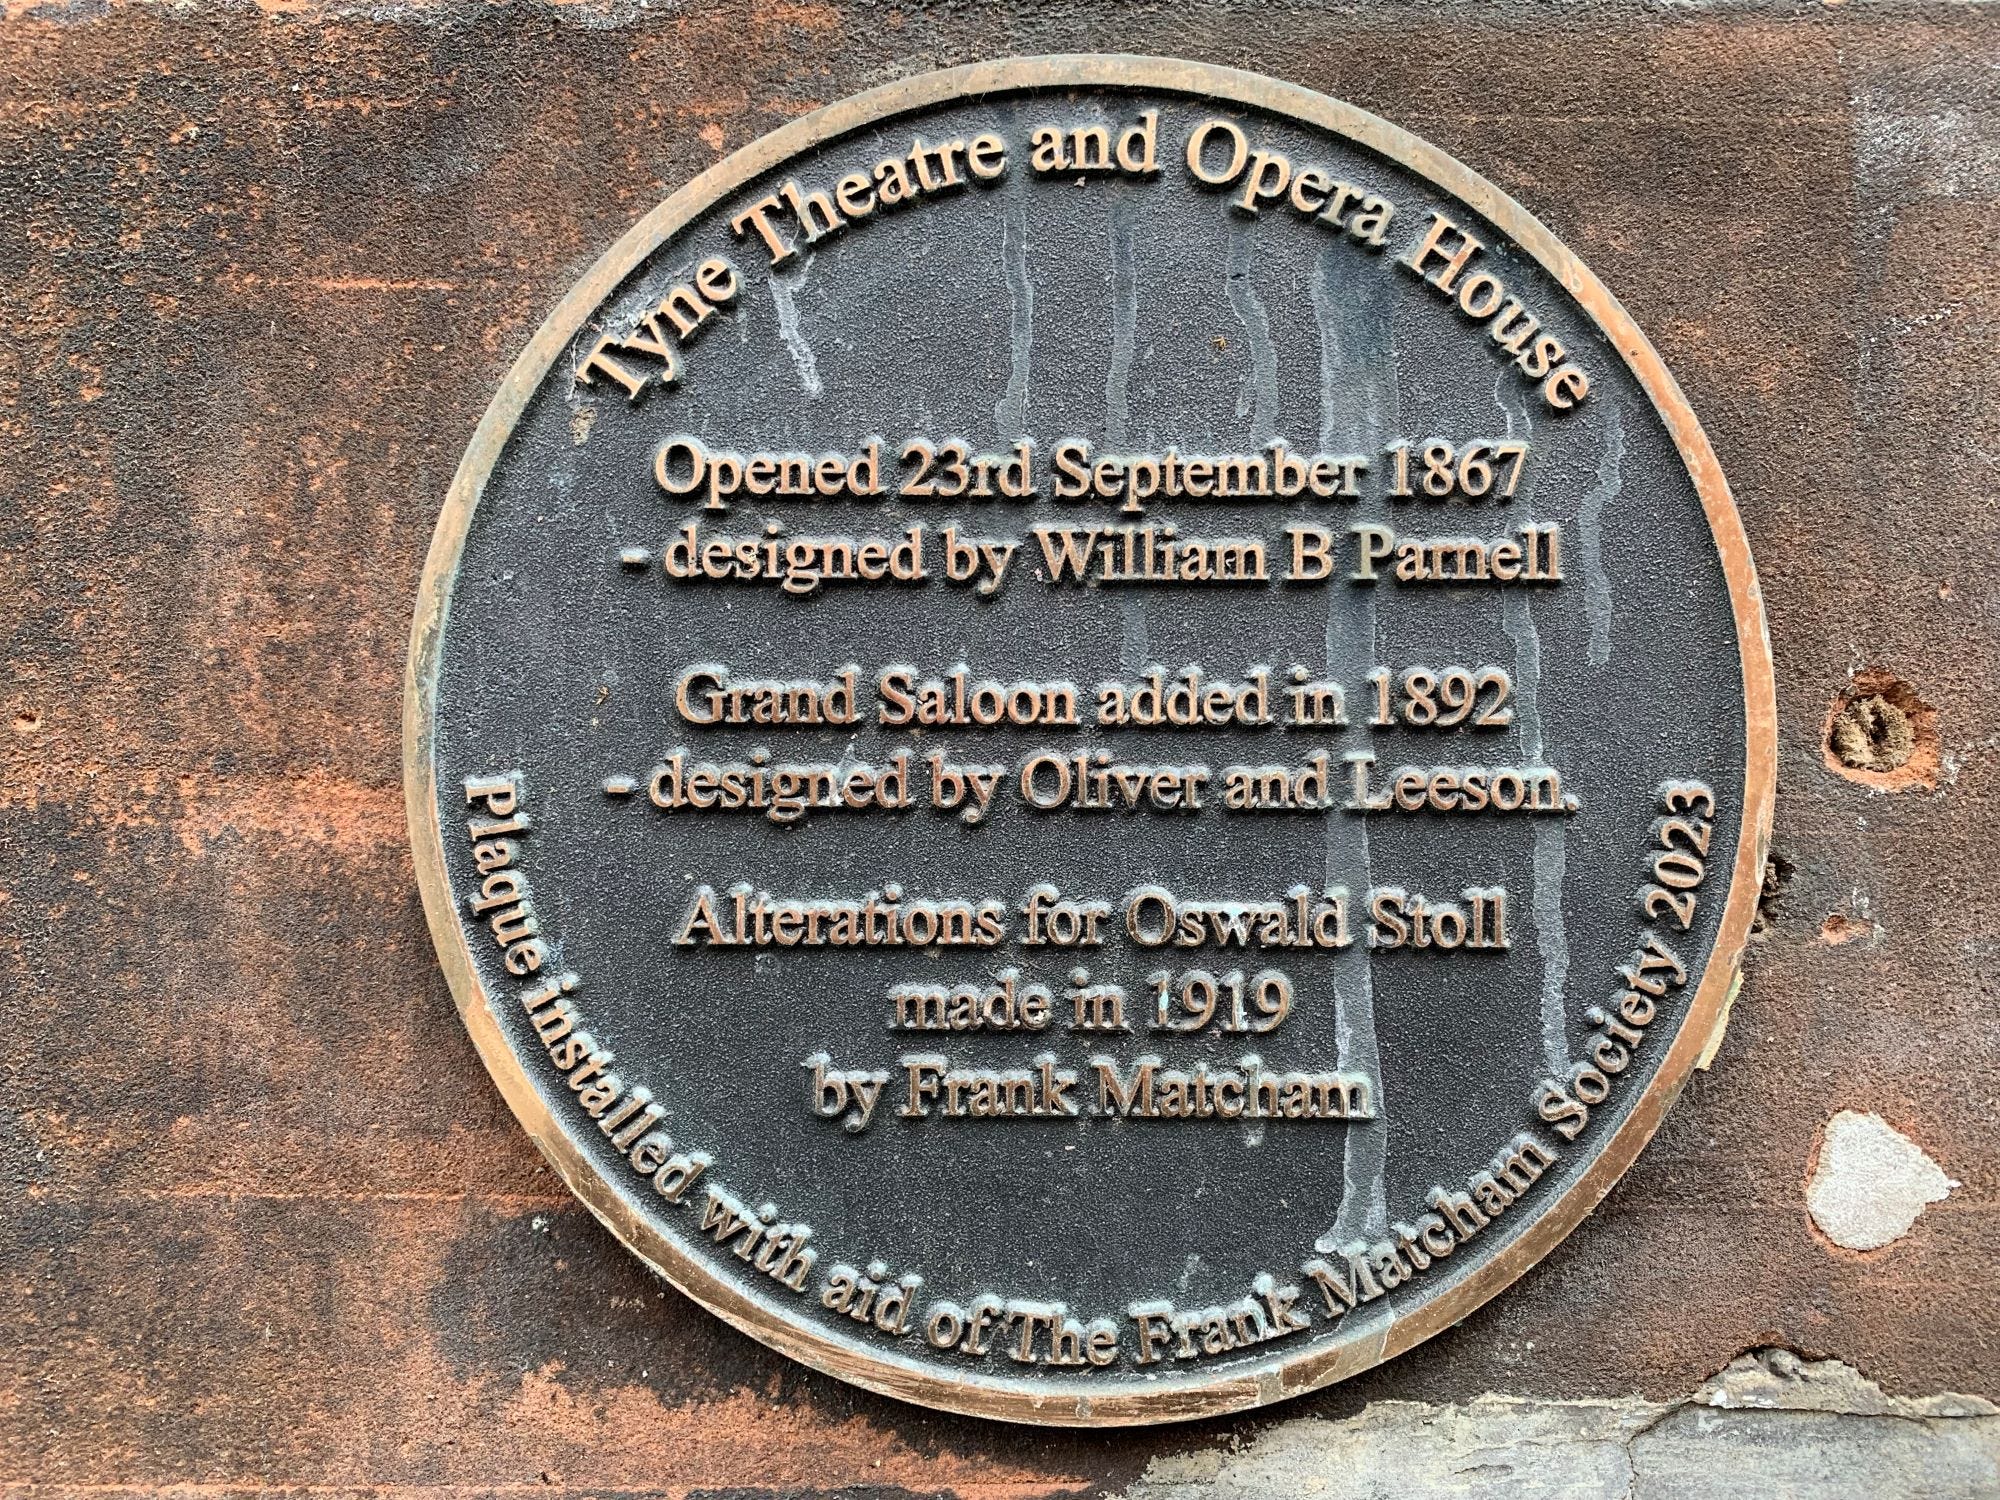 Tyne Theatre and Opera House
Opened 23rd September 1867
- designed by William B Parnell
Grand Saloon added in 1892
- designed by Oliver and Leeson.
Alterations for Oswald Stoll
made in 1919
by Frank Matcham
Plaque installed with aid of The Frank Matcham Society 2023